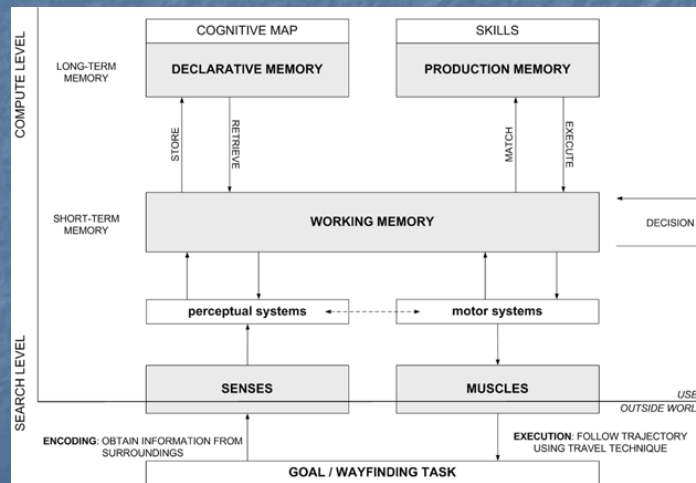 COGNITIVE MAP
SKILLS
COMPUTE LEVEL
LONG-TERM
MEMORY
DECLARATIVE MEMORY
PRODUCTION MEMORY
STORE
RETRIEVE
MATCH
EXECUTE
SHORT-TERM
MEMORY
WORKING MEMORY
DECISION
perceptual systems
motor systems
SEARCH LEVEL
SENSES
MUSCLES
USE
OUTSIDE WORL
ENCODING: OBTAIN INFORMATION FROM
SURROUNDINGS
EXECUTION: FOLLOW TRAJECTORY
USING TRAVEL TECHNIQUE
GOAL / WAYFINDING TASK